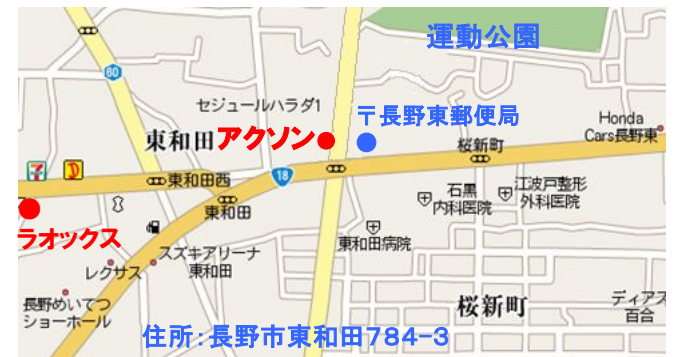 運動公園
60
セジュールハラダ1
〒長野東郵便局
Honda
Cars長野東
東和田
アクソン
桜新町
7
東和田西
18
東和田
石黒
内科医院
江波戸整形
外科医院
ラオックス
東和田病院
スズキアリーナ
東和田
レクサス
長野めいてつ
ショーホール
桜新町
ディアス
百合
住所:長野市東和田784-3